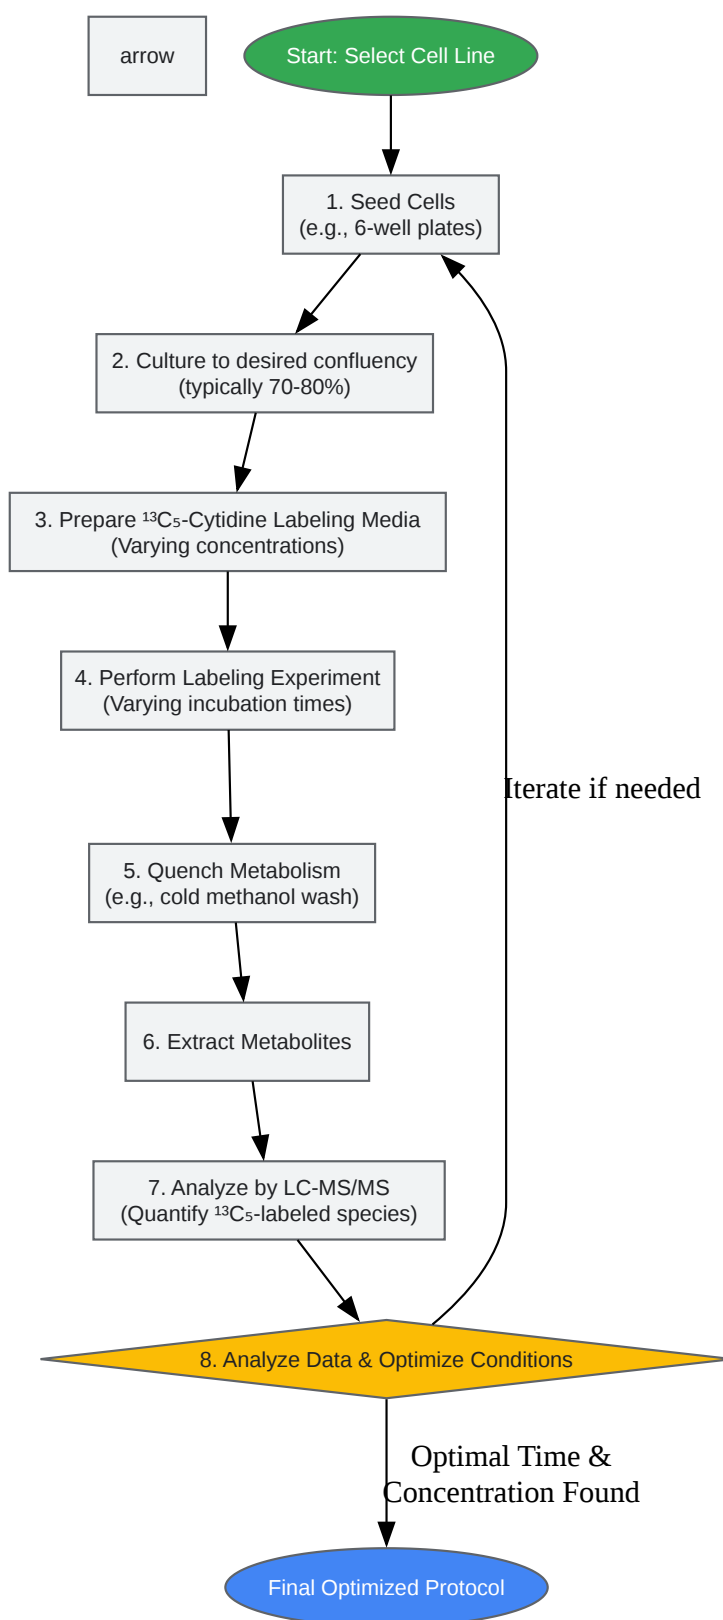 arrow
Start: Select Cell Line
1. Seed Cells
(e.g., 6-well plates)
2. Culture to desired confluency
(typically 70-80%)
3. Prepare ¹³C₅-Cytidine Labeling Media
(Varying concentrations)
4. Perform Labeling Experiment
(Varying incubation times)
Iterate if needed
5. Quench Metabolism
(e.g., cold methanol wash)
6. Extract Metabolites
7. Analyze by LC-MS/MS
(Quantify ¹³C₅-labeled species)
8. Analyze Data & Optimize Conditions
Optimal Time &
Concentration Found
Final Optimized Protocol